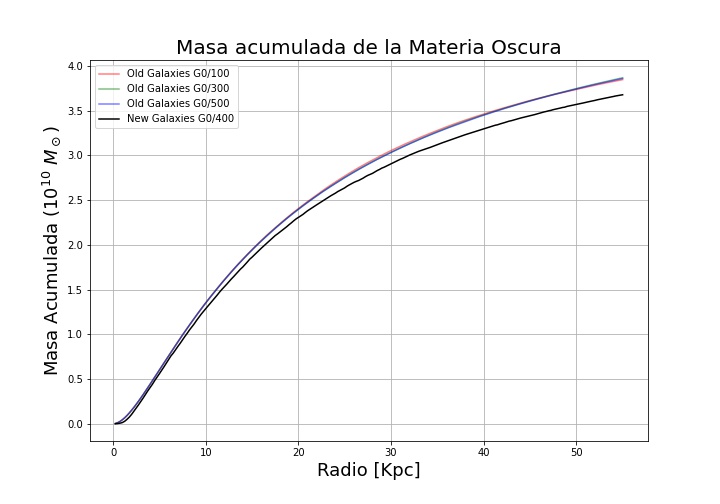 Masa acumulada de la Materia Oscura
Old Galaxies G0/100
Old Galaxies G0/300
Old Galaxies G0/500
New Galaxies G0/400
Masa Acumulada (10¹⁰ M⊙)
4.0
3.5
3.0
2.5
2.0
1.5
1.0
0.5
0.0
0 10 20 30 40 50
Radio [Kpc]